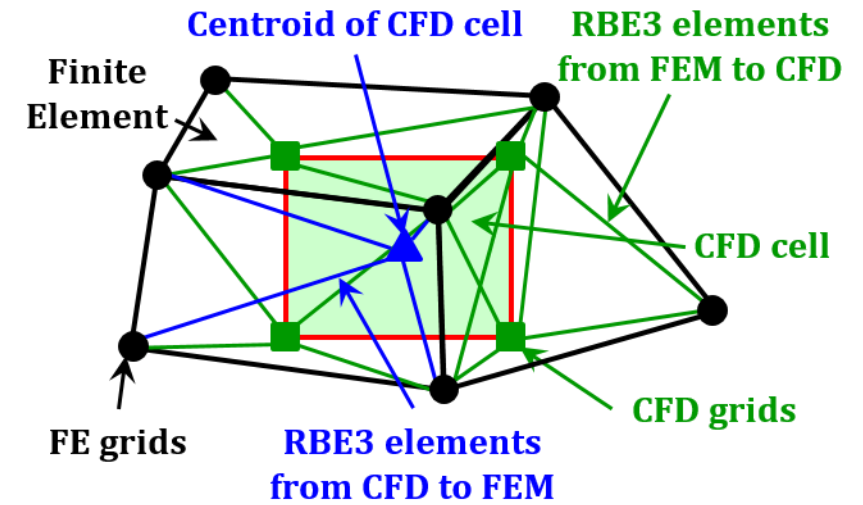 Centroid of CFD cell
RBE3 elements
from FEM to CFD
Finite
Element
CFD cell
CFD grids
FE grids
RBE3 elements
from CFD to FEM